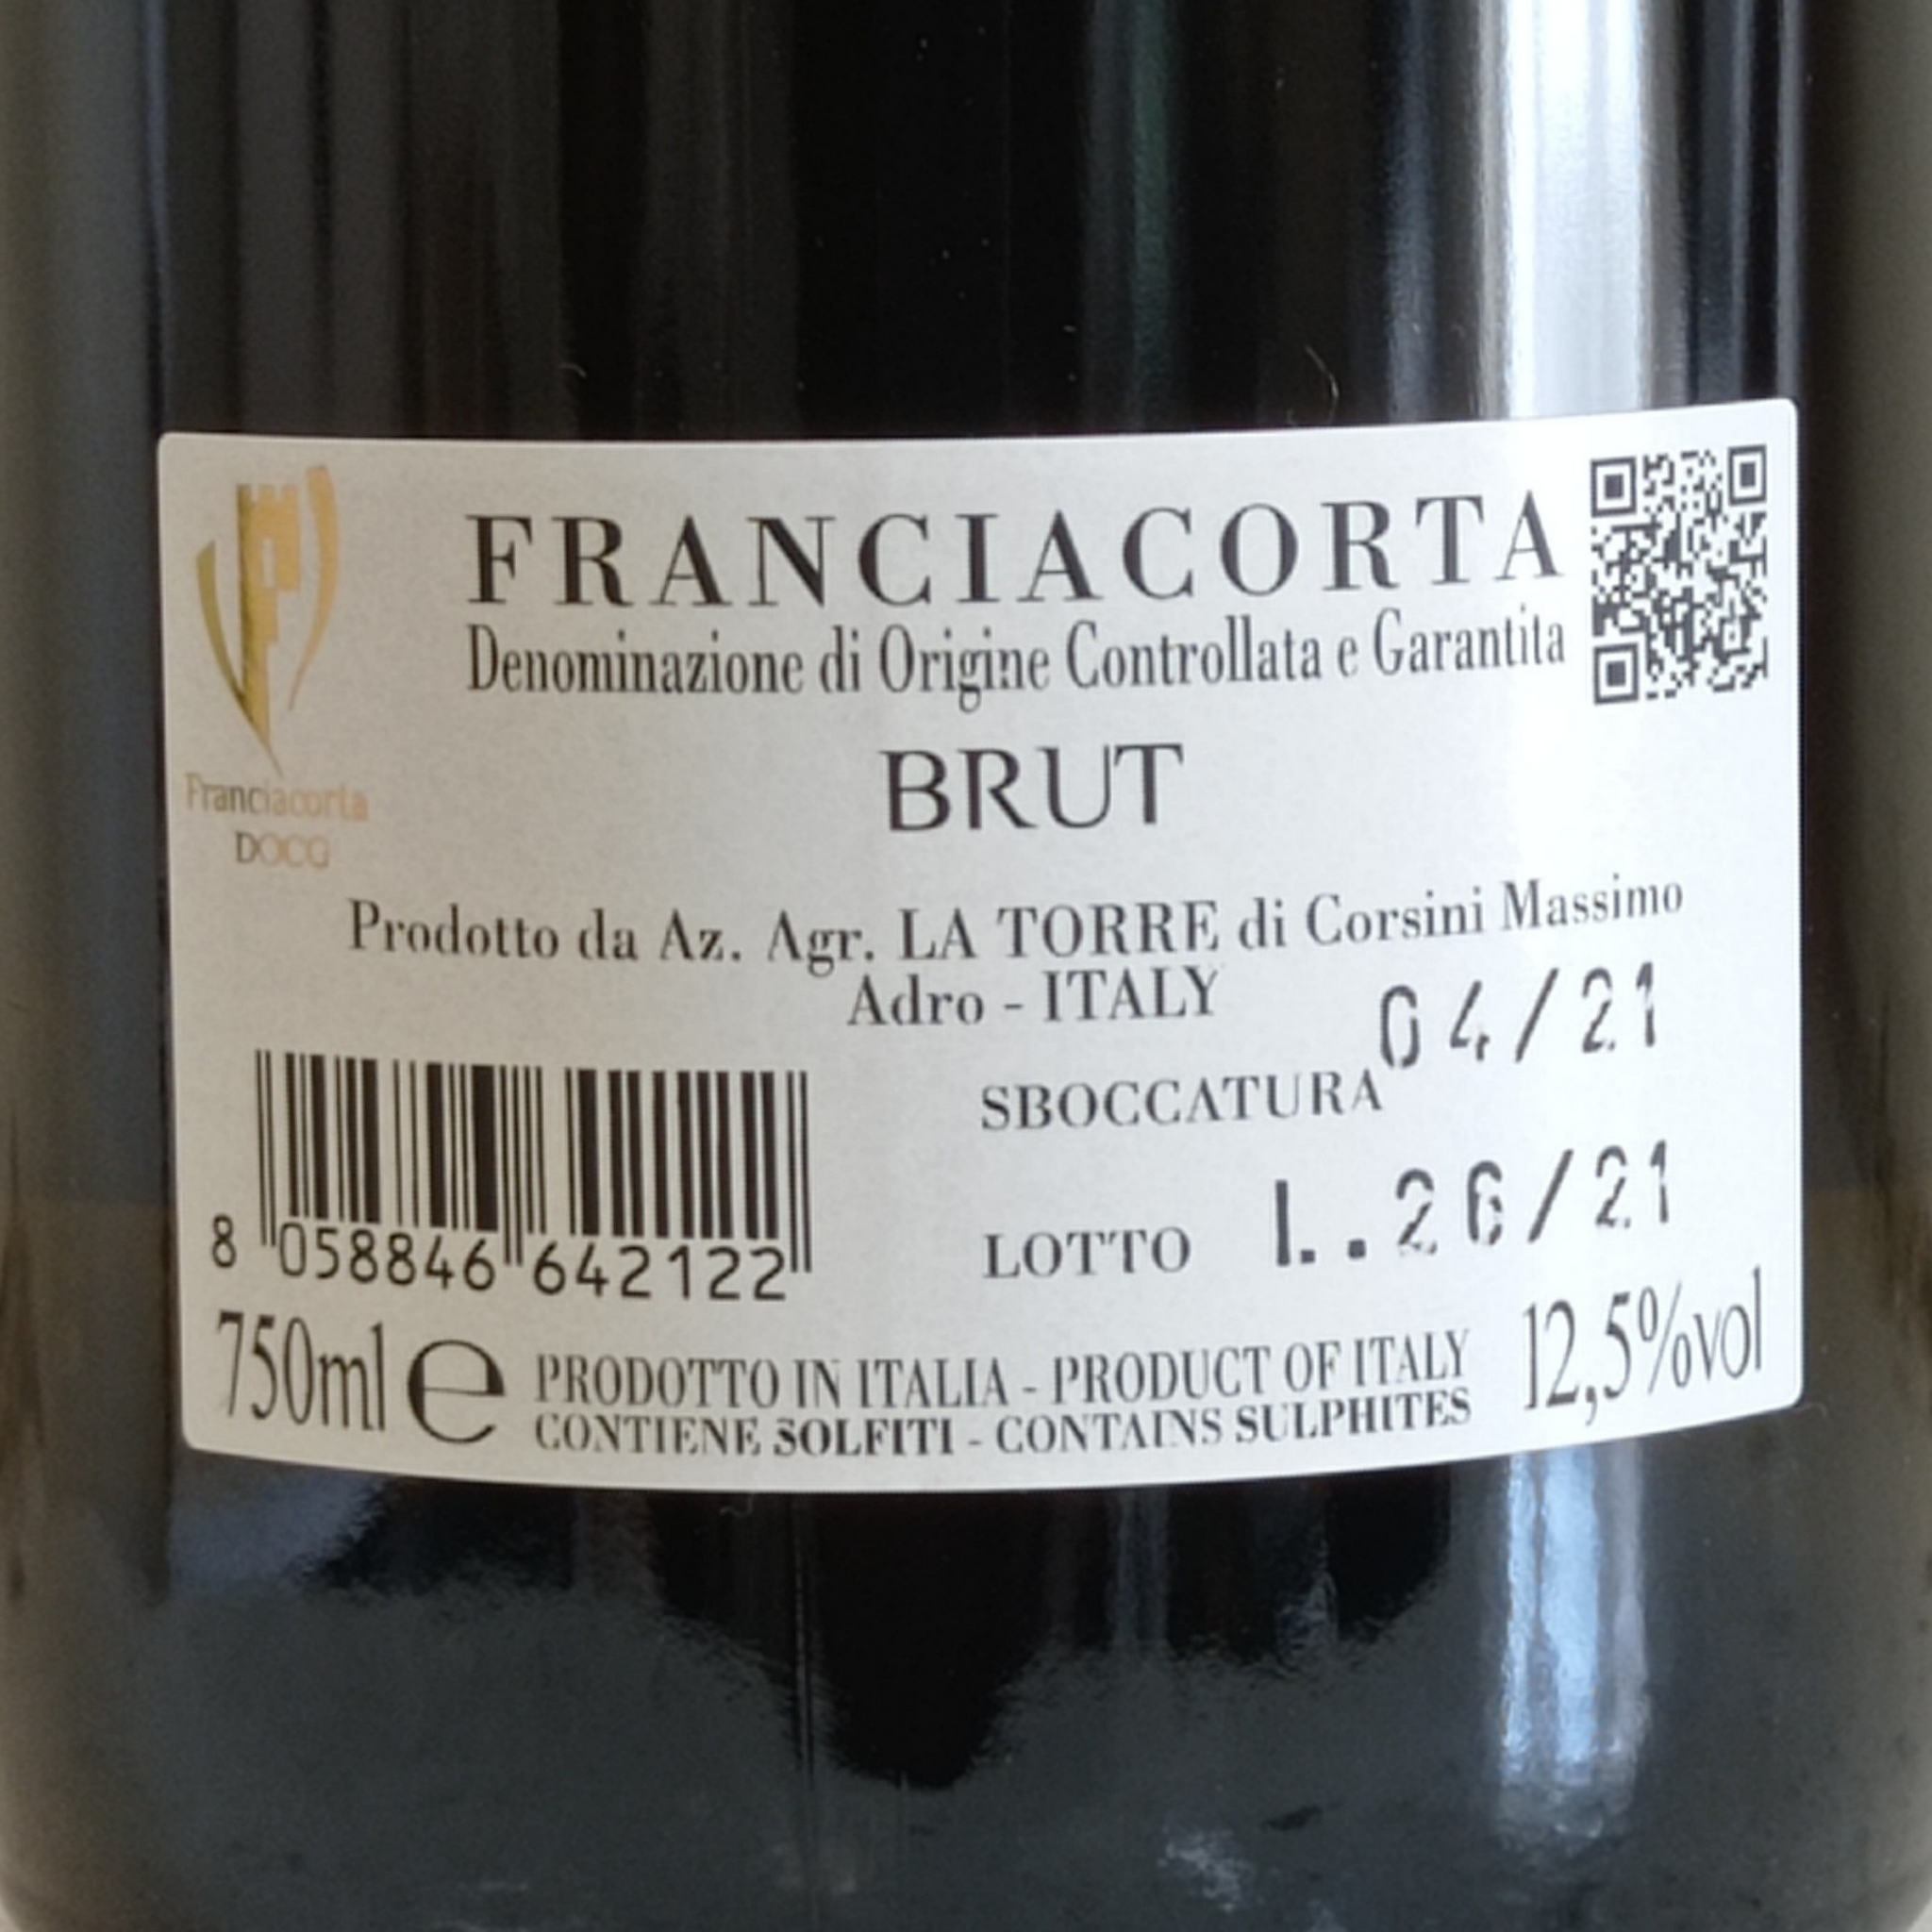 FRANCIACORTA
Denominazione di Origine Controllata e Garantita
BRUT
Franciacorta
DOCG
Prodotto da Az. Agr. LA TORRE di Corsini Massimo
Adro - ITALY
04/21
SBOCCATURA
LOTTO L.26/21
8 058846 642122
750ml e
PRODOTTO IN ITALIA - PRODUCT OF ITALY
CONTIENE SOLFITI - CONTAINS SULPHITES
12,5%vol